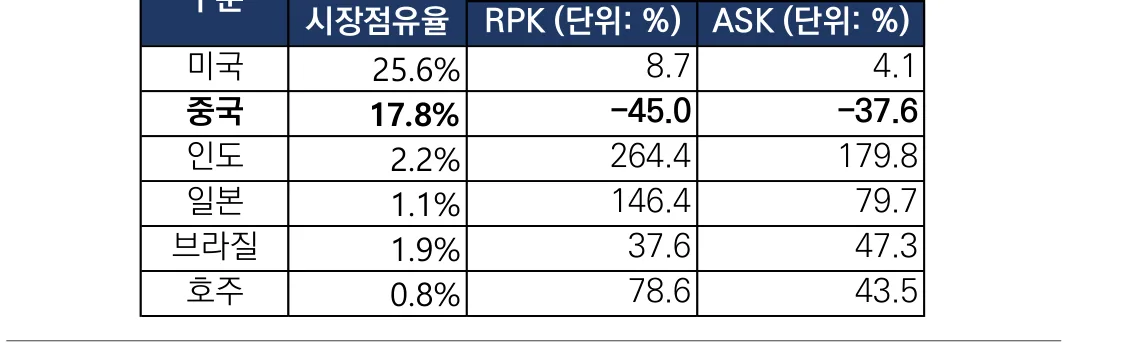 시장점유율 RPK (단위: %) ASK (단위: %)
미국 25.6% 8.7 4.1
중국 17.8% -45.0 -37.6
인도 2.2% 264.4 179.8
일본 1.1% 146.4 79.7
브라질 1.9% 37.6 47.3
호주 0.8% 78.6 43.5